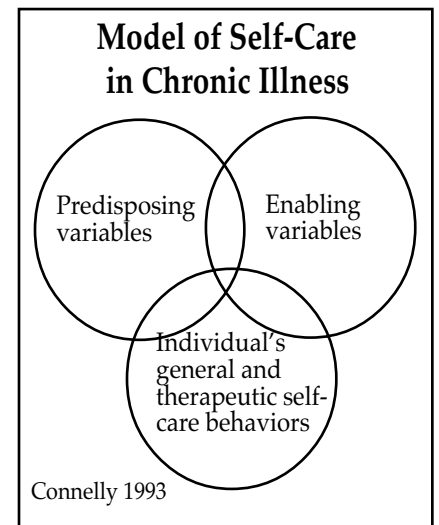 Model of Self-Care
in Chronic Illness
Predisposing
variables
Enabling
variables
Individual's
general and
therapeutic self-
care behaviors
Connelly 1993